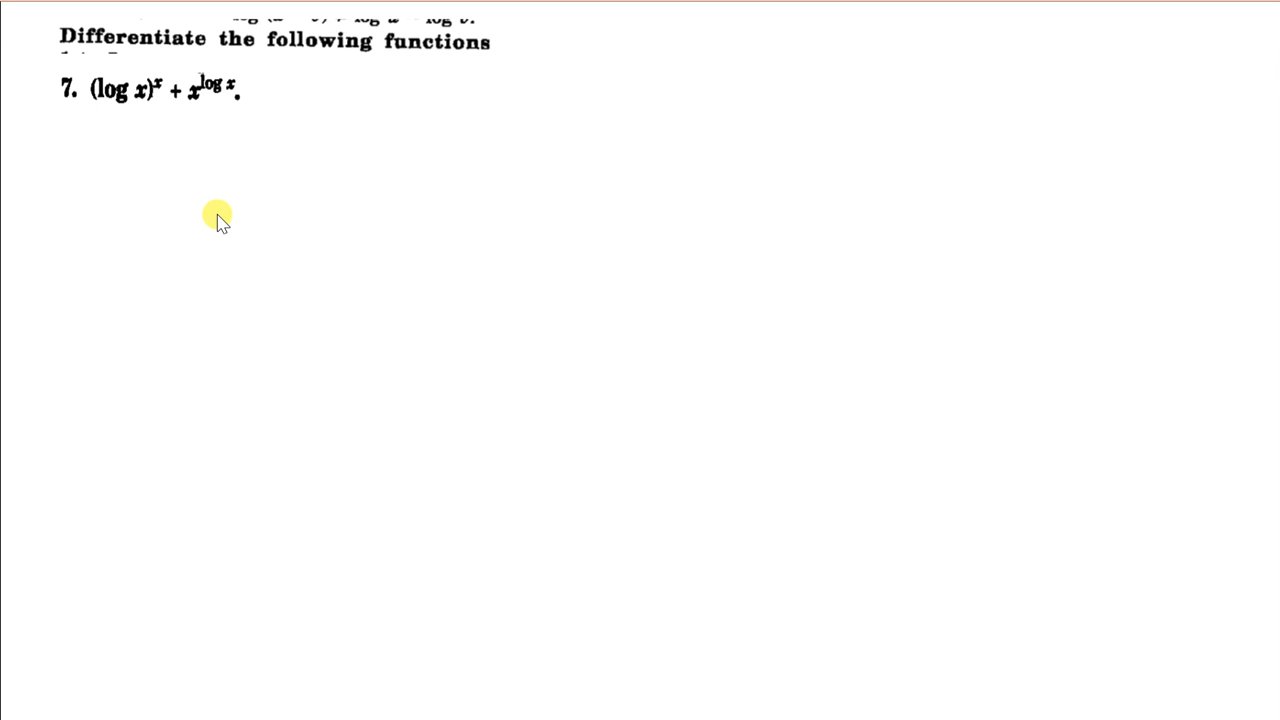 Differentiate the following functions
7. (log x)^x + x^log x.